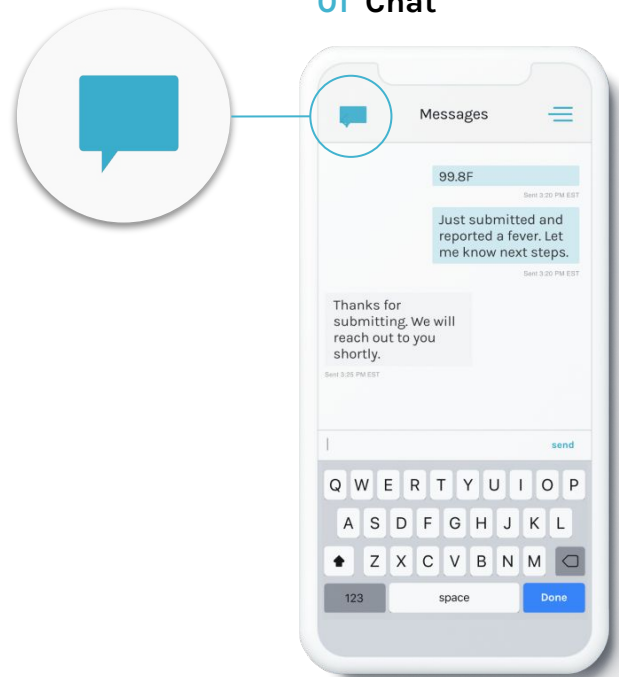 01 Chat
Messages
99.8F
Sent 3:20 PM EST
Just submitted and
reported a fever. Let
me know next steps.
Sent 3:20 PM EST
Thanks for
submitting. We will
reach out to you
shortly.
Sent 3:25 PM EST
send
Q W E R T Y U I O P
A S D F G H J K L
Z X C V B N M
123 space Done